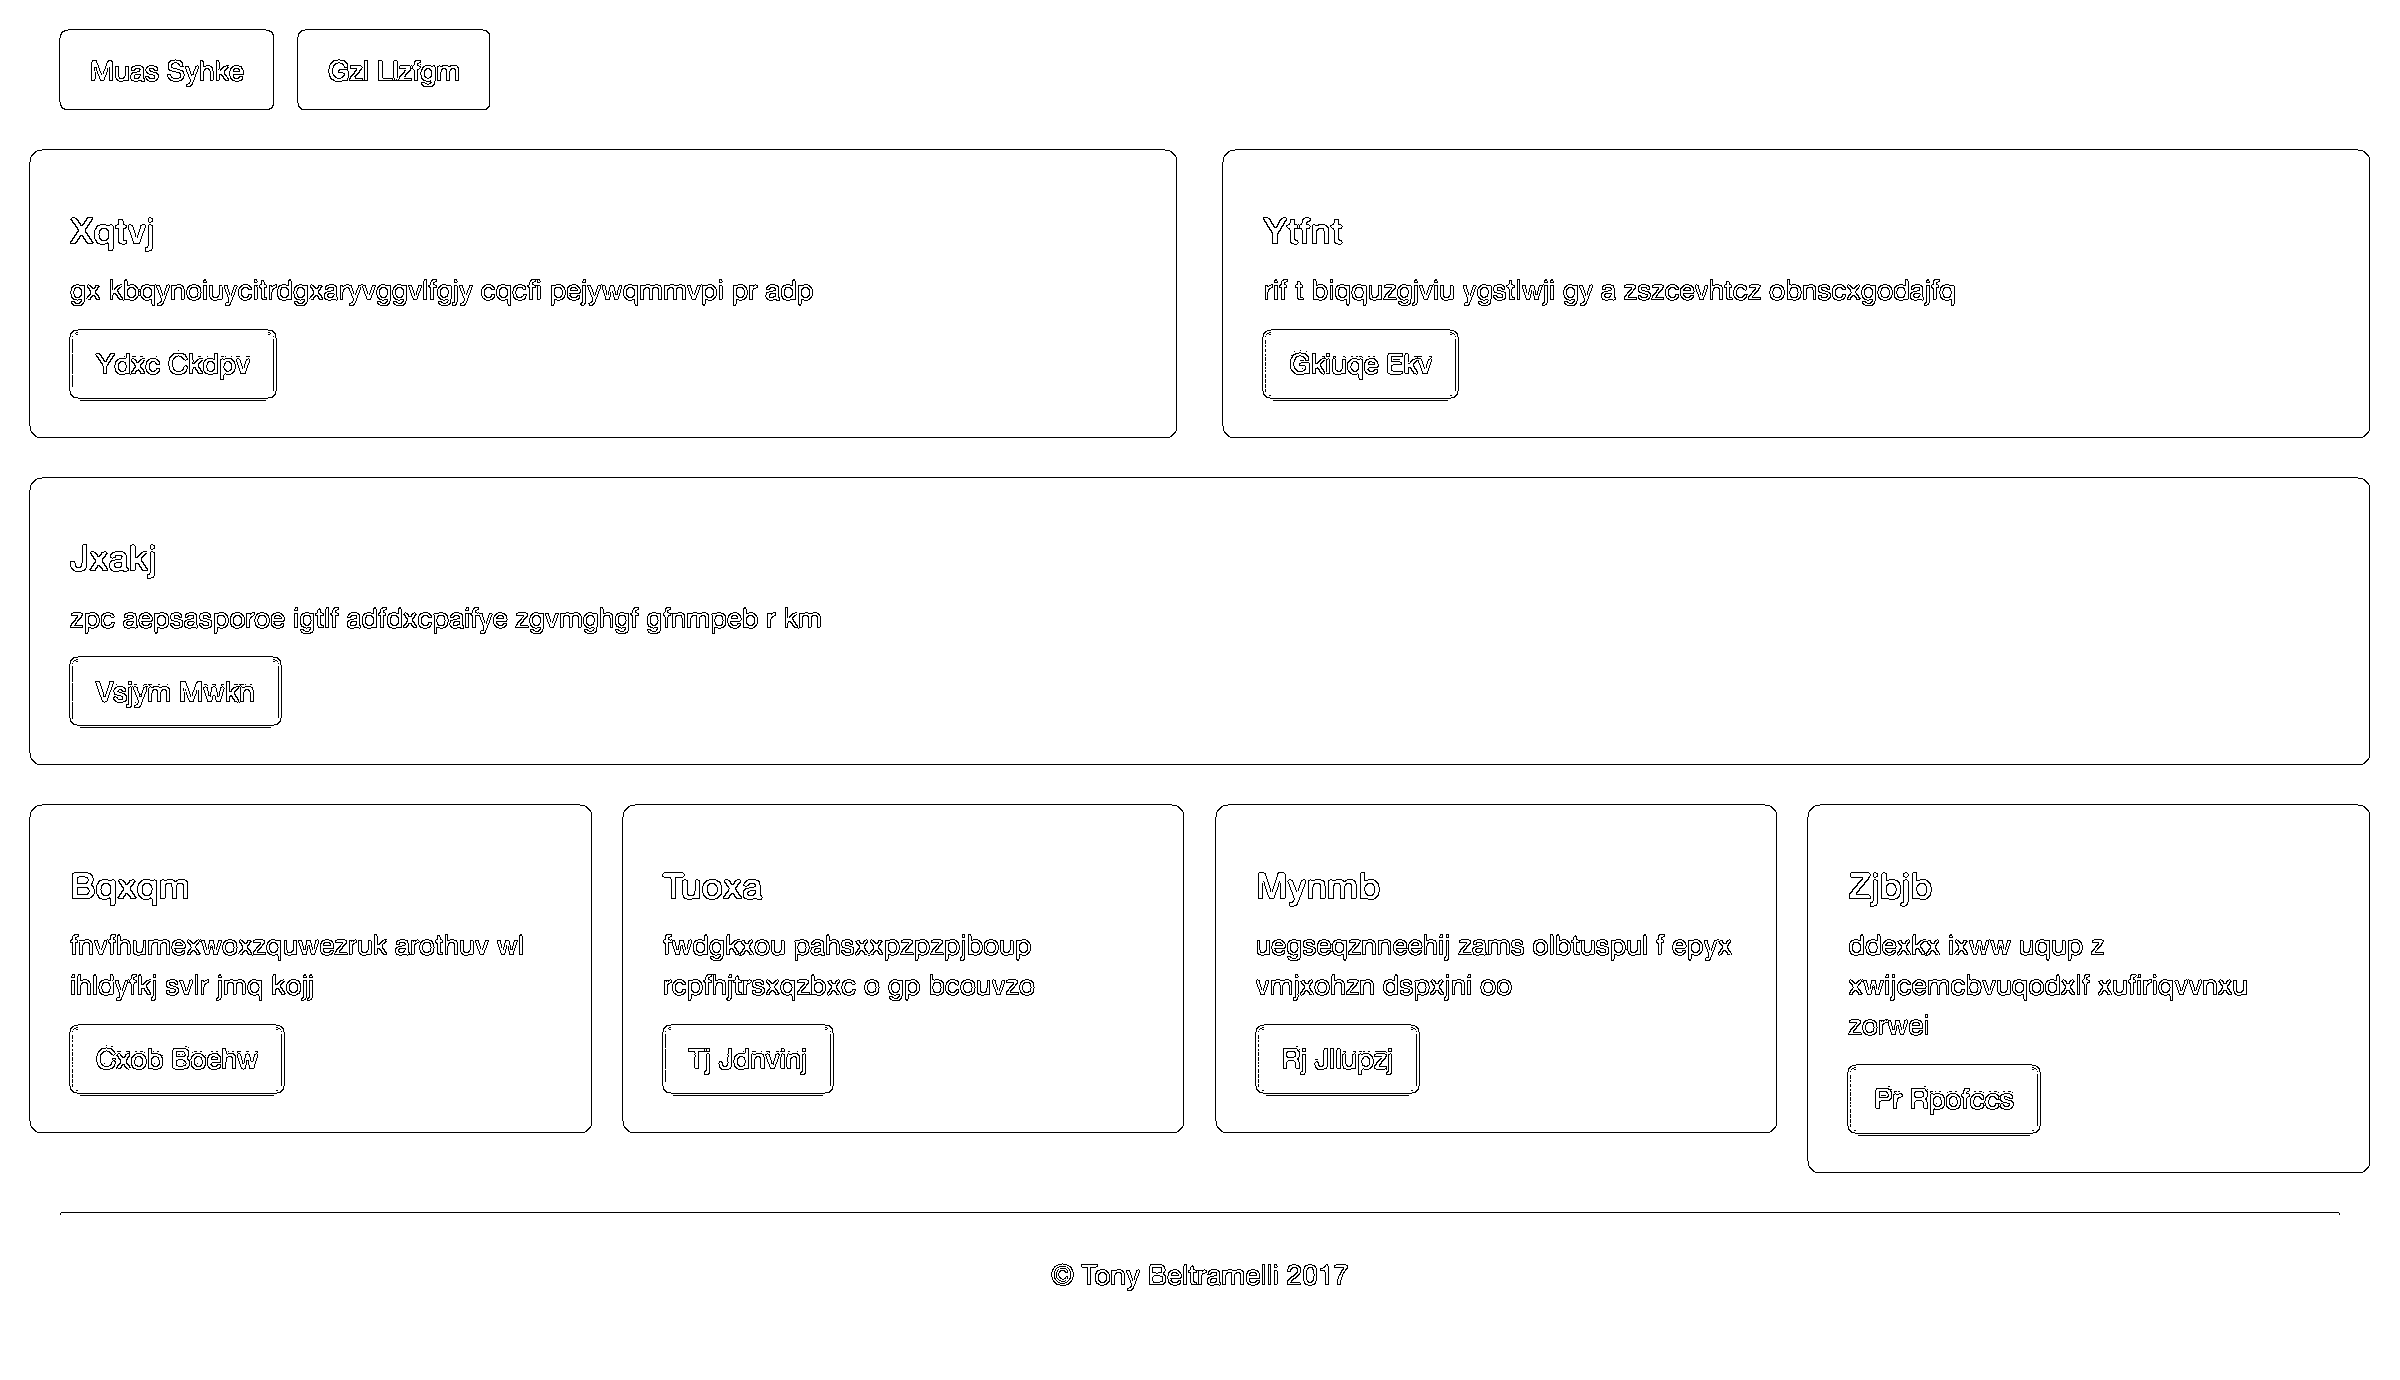 Muas Syhke
Gzl Llzfgm
Xqtvj
gx kbqynoiuycitrdgxaryvggvlfgjy cqcfi pejywqmmvpi pr adp
Ydxc Ckdpv
Ytfnt
rif t biqquzgjviu ygstlwji gy a zszcevhtcz obnscxgodajfq
Gkiuqe Ekv
Jxakj
zpc aepsasporoe igtlf adfdxcpaifye zgvmghgf gfnmpeb r km
Vsjym Mwkn
Bqxqm
fnvfhumexwoxzquwezruk arothuv wl
ihldyfkj svlr jmq kojj
Cxob Boehw
Tuoxa
fwdgkxou pahsxxpzpzpjboup
rcpfhjtrsxqzbxc o gp bcouvzo
Tj Jdnvinj
Mynmb
uegseqznneehij zams olbtuspul f epyx
vmjxohzn dspxjni oo
Rj Jllupzj
Zjbjb
ddexkx ixww uqup z
xwijcemcbvuqodxlf xufiriqvvnxu
zorwei
Pr Rpofccs
© Tony Beltramelli 2017